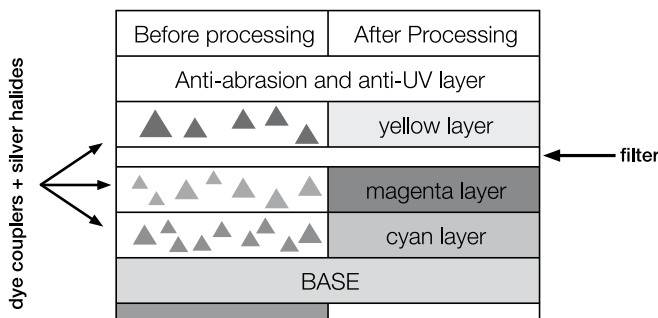 Before processing
After Processing
Anti-abrasion and anti-UV layer
yellow layer
filter
magenta layer
cyan layer
BASE
dye couplers + silver halides